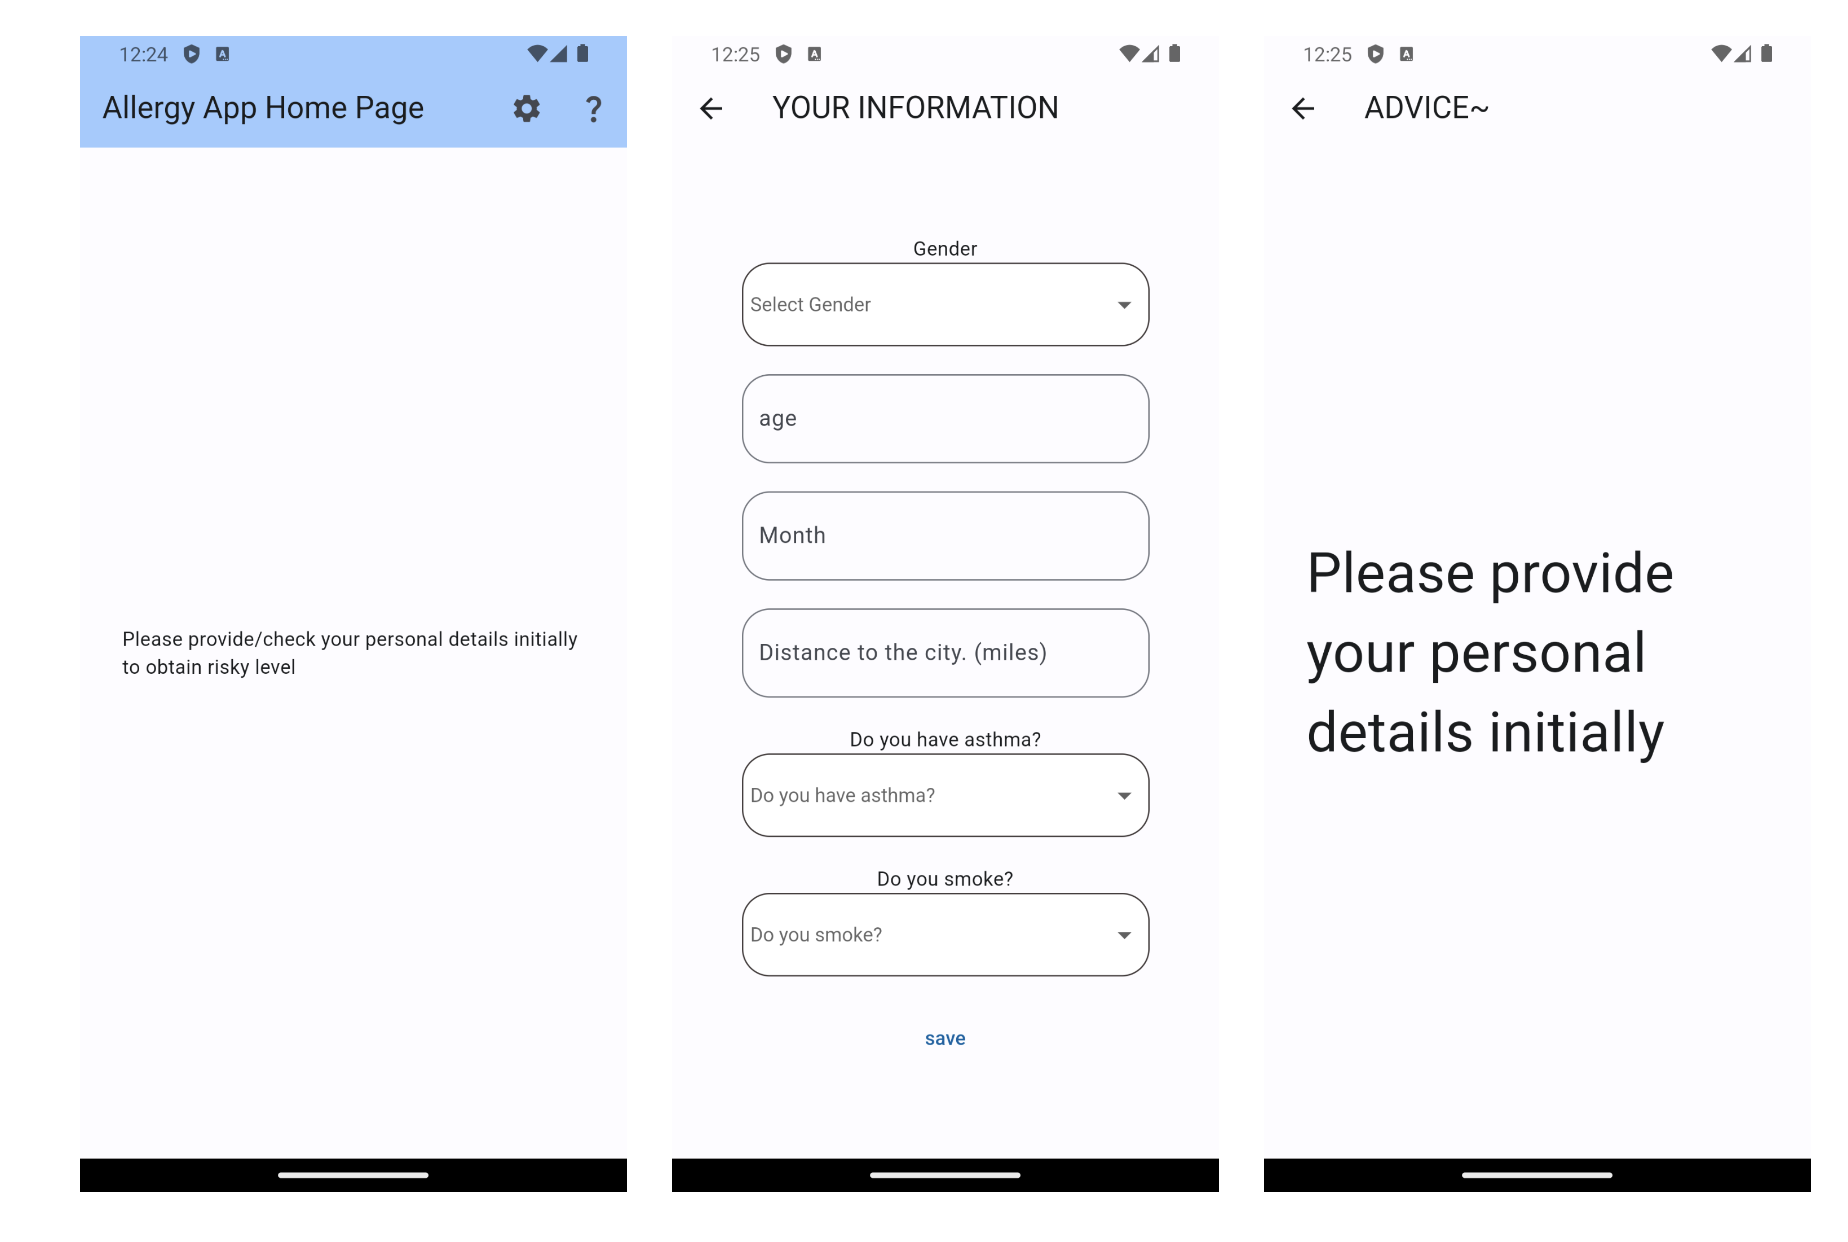 12:24
Allergy App Home Page
?
Please provide/check your personal details initially
to obtain risky level
12:25
YOUR INFORMATION
Gender
Select Gender
age
Month
Distance to the city. (miles)
Do you have asthma?
Do you have asthma?
Do you smoke?
Do you smoke?
save
12:25
ADVICE~
Please provide
your personal
details initially